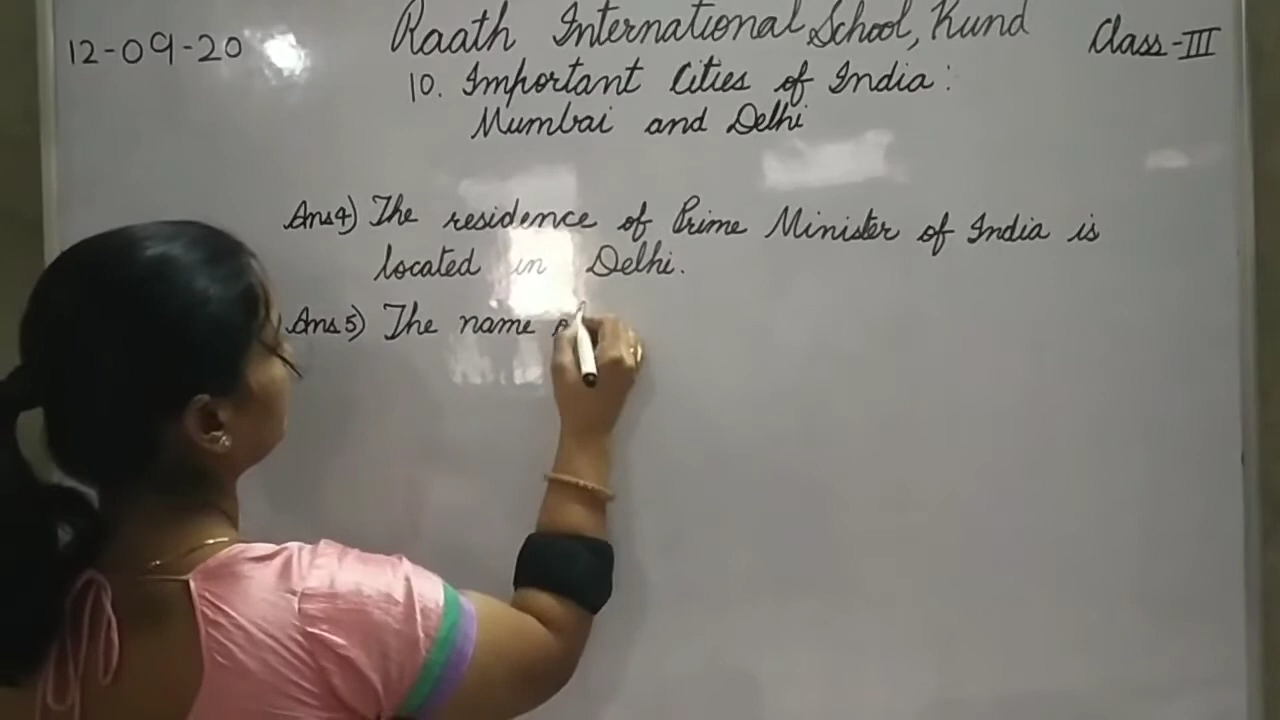 12-09-20
Raath International School, Kund
Class-III
10. Important Cities of India:
Mumbai and Delhi
Ans4) The residence of Prime Minister of India is
located in Delhi.
Ans5) The name